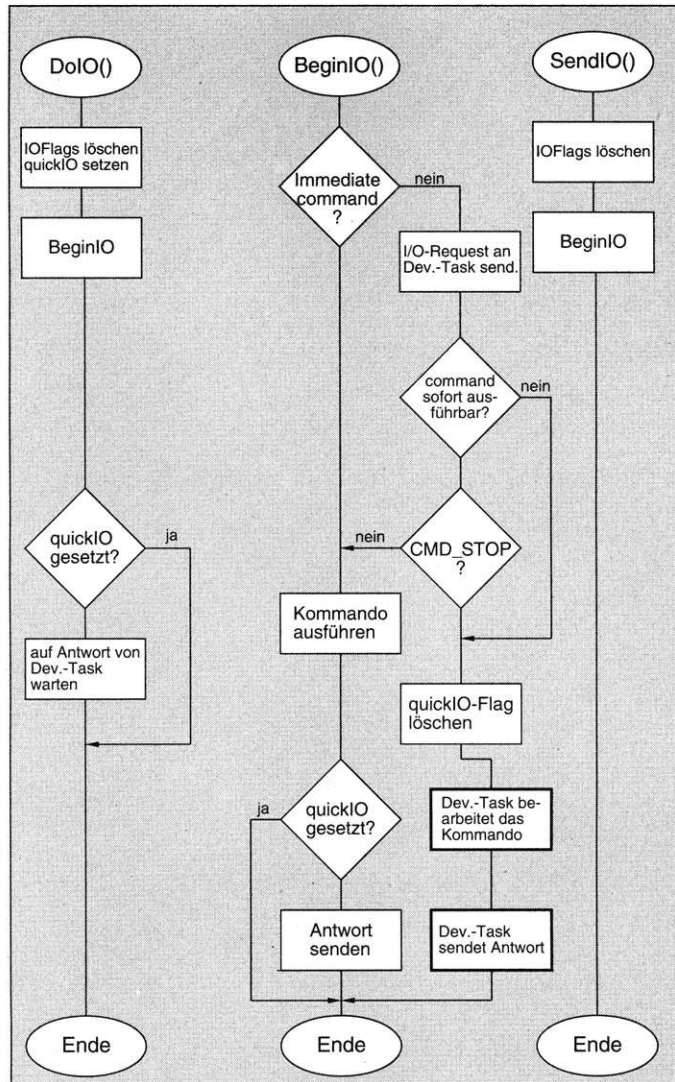 DoIO()
IOFlags löschen
quickIO setzen
BeginIO
quickIO
gesetzt?
ja
auf Antwort von
Dev.-Task
warten
Ende
BeginIO()
Immediate
command
?
nein
I/O-Request an
Dev.-Task send.
command
sofort aus-
führbar?
nein
CMD_STOP
?
nein
Kommando
ausführen
quickIO-Flag
löschen
Dev.-Task be-
arbeitet das
Kommando
quickIO
gesetzt?
ja
Antwort
senden
Dev.-Task
sendet Antwort
Ende
SendIO()
IOFlags löschen
BeginIO
Ende